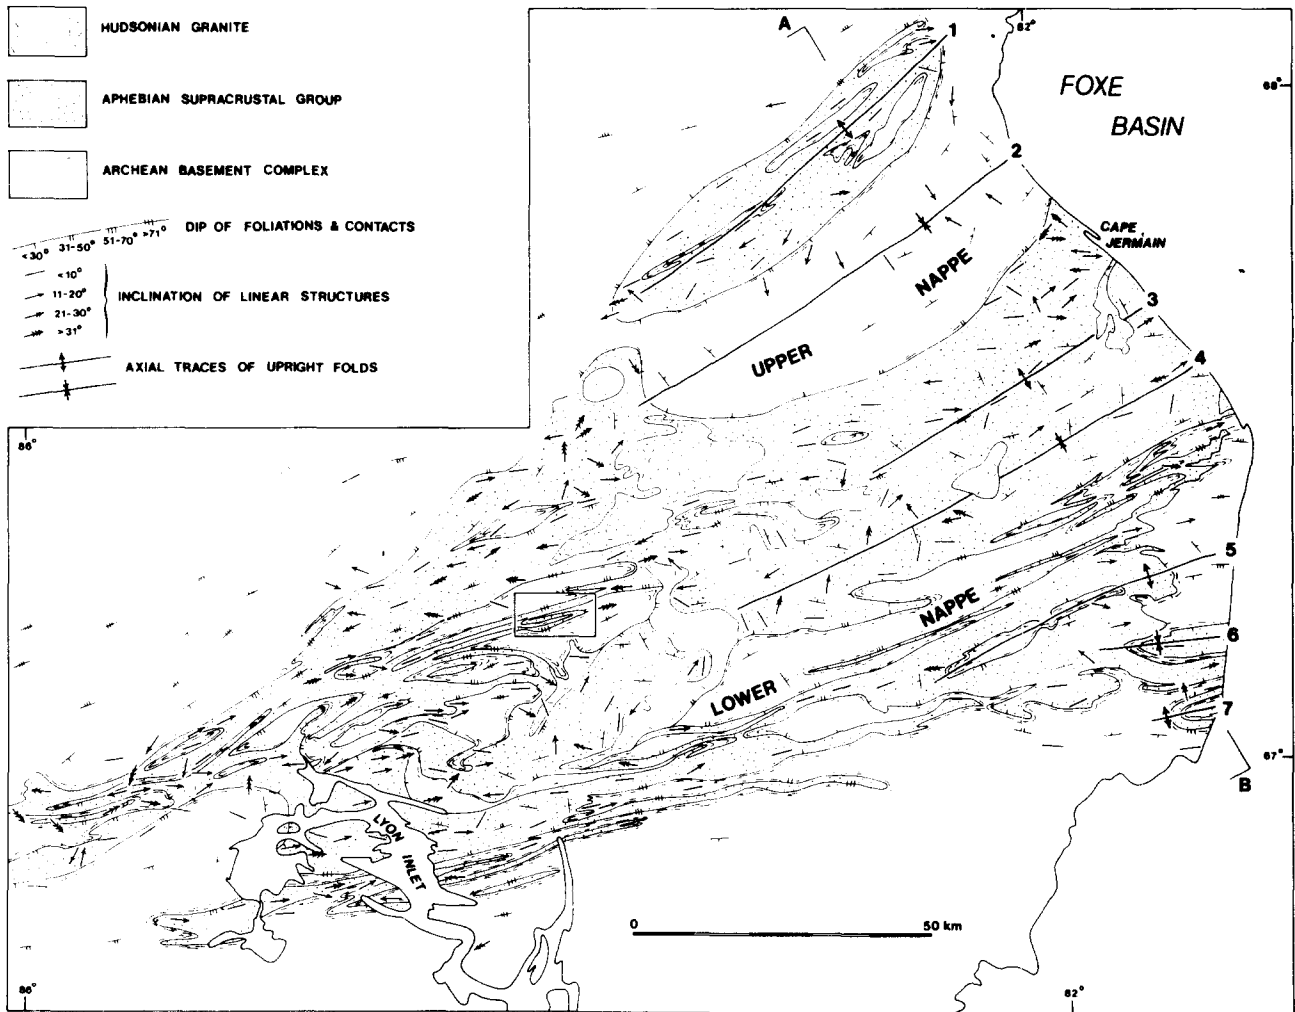 HUDSONIAN GRANITE
APHEBIAN SUPRACRUSTAL GROUP
ARCHEAN BASEMENT COMPLEX
<30° 31-50° 51-70° >71° DIP OF FOLIATIONS & CONTACTS
<10°
11-20° INCLINATION OF LINEAR STRUCTURES
21-30°
>31°
AXIAL TRACES OF UPRIGHT FOLDS
A
1
82°
68°
FOXE
BASIN
2
CAPE
JERMAIN
NAPPE
3
UPPER
4
86°
5
NAPPE
6
LOWER
7
67°
B
LYON
INLET
0 50 km
86°
82°